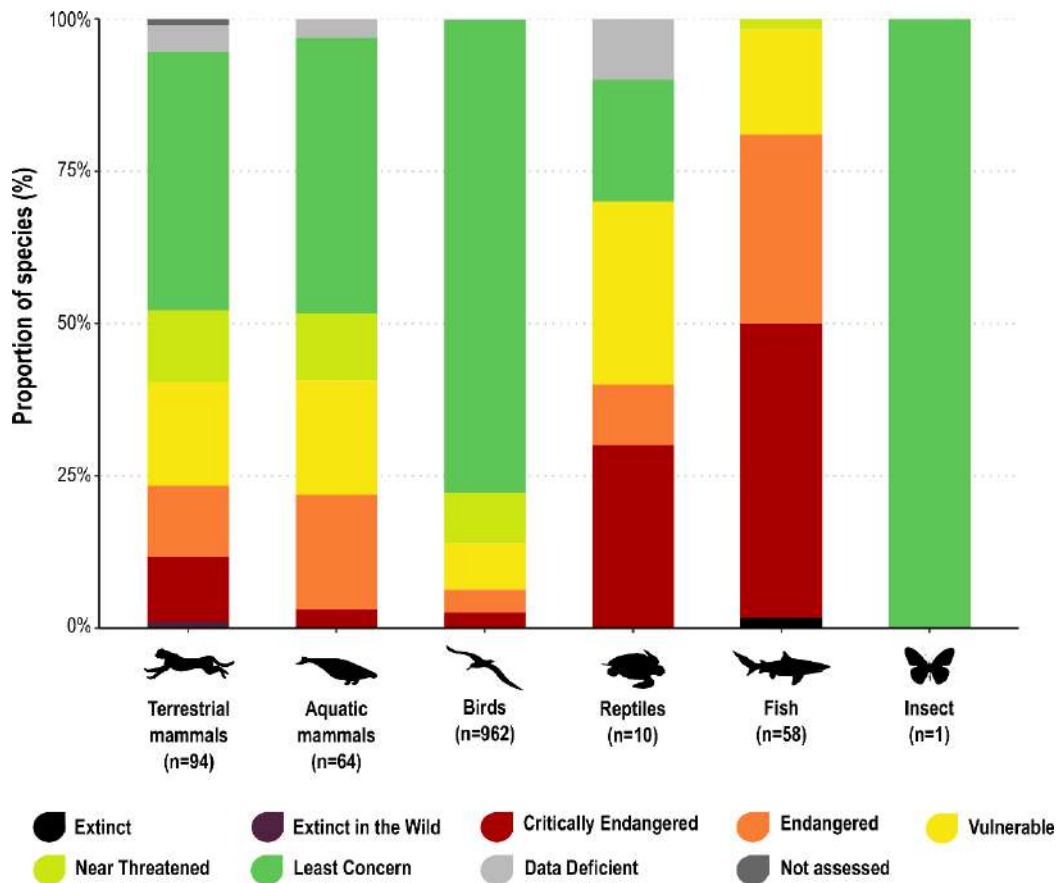 Proportion of species (%)
100%
75%
50%
25%
0%
Terrestrial
mammals
(n=94)
Aquatic
mammals
(n=64)
Birds
(n=962)
Reptiles
(n=10)
Fish
(n=58)
Insect
(n=1)
Extinct
Extinct in the Wild
Critically Endangered
Endangered
Vulnerable
Near Threatened
Least Concern
Data Deficient
Not assessed